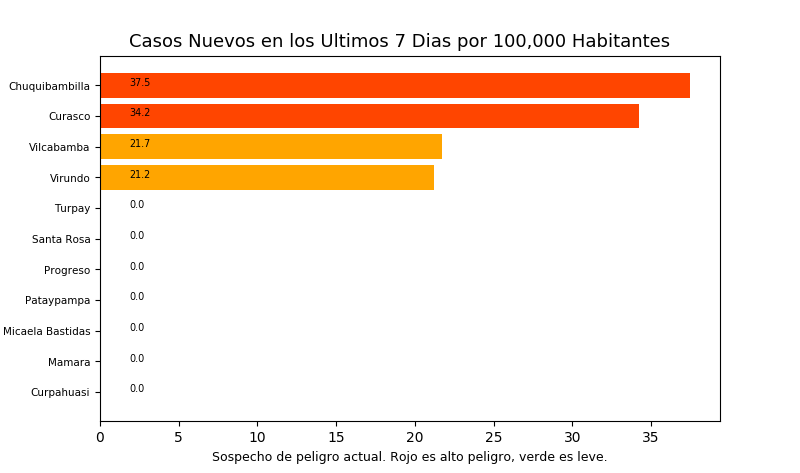 Casos Nuevos en los Ultimos 7 Dias por 100,000 Habitantes
Chuquibambilla 37.5
Curasco 34.2
Vilcabamba 21.7
Virundo 21.2
Turpay 0.0
Santa Rosa 0.0
Progreso 0.0
Pataypampa 0.0
Micaela Bastidas 0.0
Mamara 0.0
Curpahuasi 0.0
0 5 10 15 20 25 30 35
Sospecho de peligro actual. Rojo es alto peligro, verde es leve.